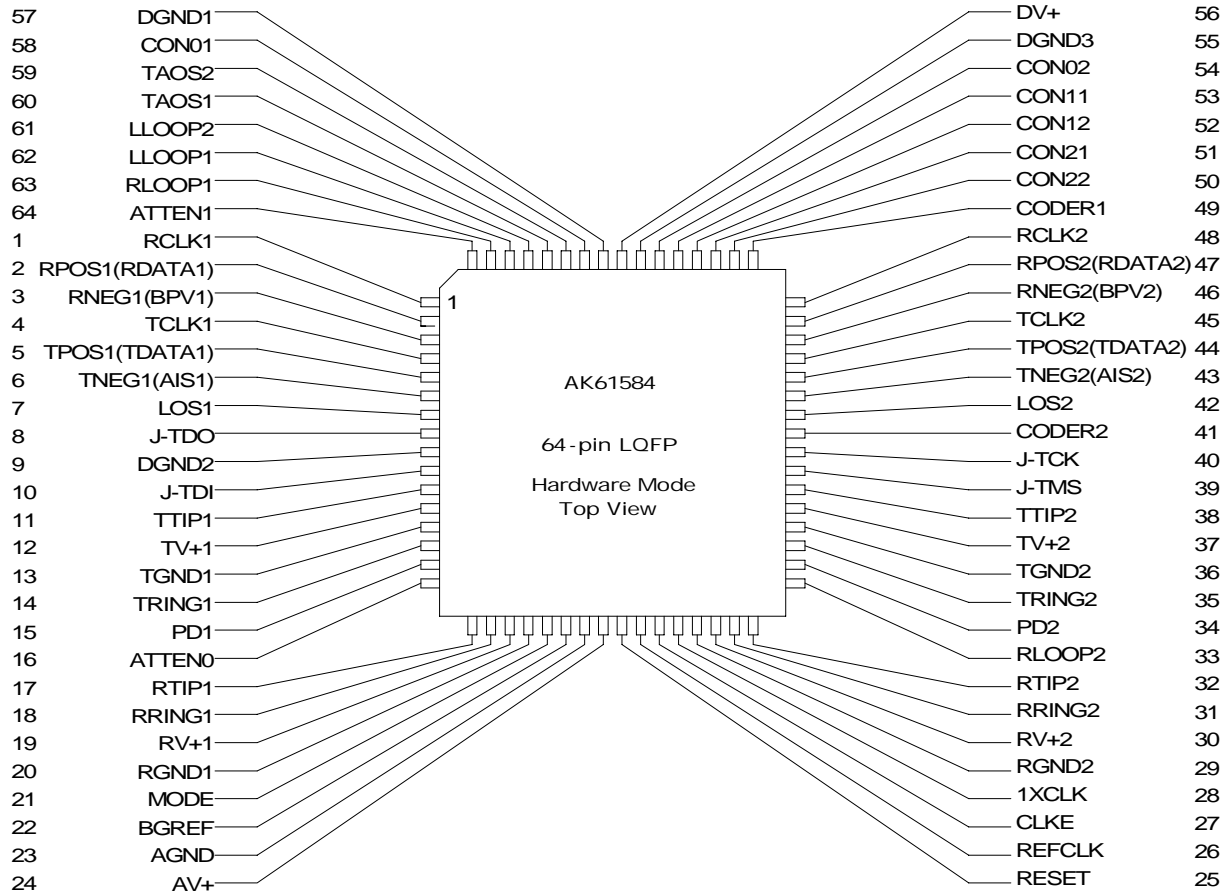 57 DGND1
58 CON01
59 TAOS2
60 TAOS1
61 LLOOP2
62 LLOOP1
63 RLOOP1
64 ATTEN1
1 RCLK1
2 RPOS1(RDATA1)
3 RNEG1(BPV1)
4 TCLK1
5 TPOS1(TDATA1)
6 TNEG1(AIS1)
7 LOS1
8 J-TDO
9 DGND2
10 J-TDI
11 TTIP1
12 TV+1
13 TGND1
14 TRING1
15 PD1
16 ATTEN0
17 RTIP1
18 RRING1
19 RV+1
20 RGND1
21 MODE
22 BGREF
23 AGND
24 AV+
1
AK61584
64-pin LQFP
Hardware Mode
Top View
DV+ 56
DGND3 55
CON02 54
CON11 53
CON12 52
CON21 51
CON22 50
CODER1 49
RCLK2 48
RPOS2(RDATA2) 47
RNEG2(BPV2) 46
TCLK2 45
TPOS2(TDATA2) 44
TNEG2(AIS2) 43
LOS2 42
CODER2 41
J-TCK 40
J-TMS 39
TTIP2 38
TV+2 37
TGND2 36
TRING2 35
PD2 34
RLOOP2 33
RTIP2 32
RRING2 31
RV+2 30
RGND2 29
1XCLK 28
CLKE 27
REFCLK 26
RESET 25